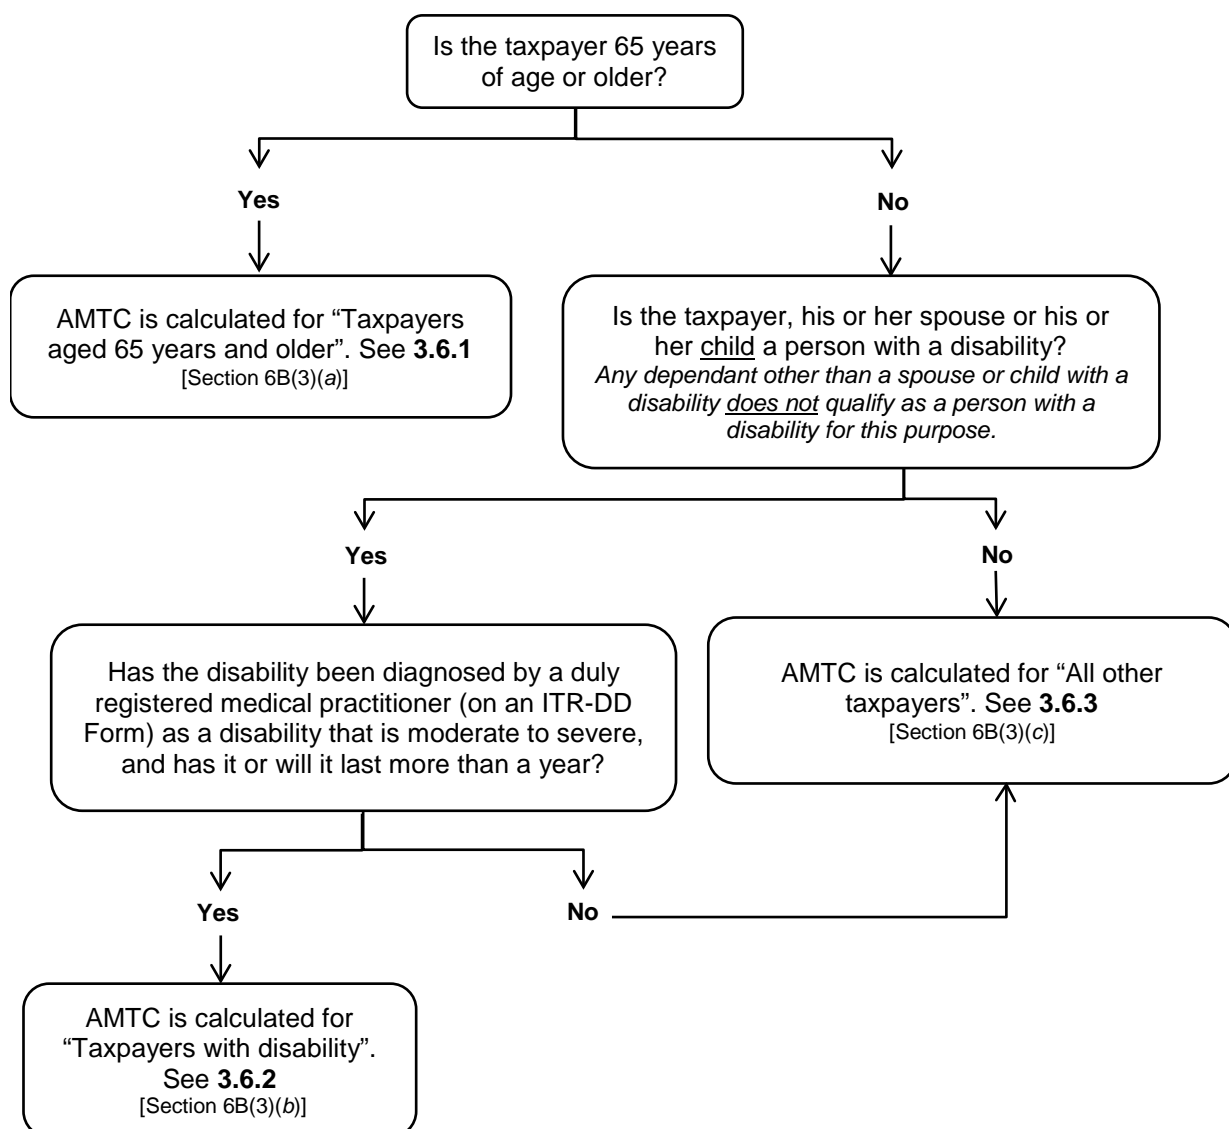 Is the taxpayer 65 years
of age or older?
Yes
No
AMTC is calculated for “Taxpayers
aged 65 years and older”. See 3.6.1
[Section 6B(3)(a)]
Is the taxpayer, his or her spouse or his or
her child a person with a disability?
Any dependant other than a spouse or child with a
disability does not qualify as a person with a
disability for this purpose.
Yes
No
Has the disability been diagnosed by a duly
registered medical practitioner (on an ITR-DD
Form) as a disability that is moderate to severe,
and has it or will it last more than a year?
AMTC is calculated for “All other
taxpayers”. See 3.6.3
[Section 6B(3)(c)]
Yes
No
AMTC is calculated for
“Taxpayers with disability”.
See 3.6.2
[Section 6B(3)(b)]